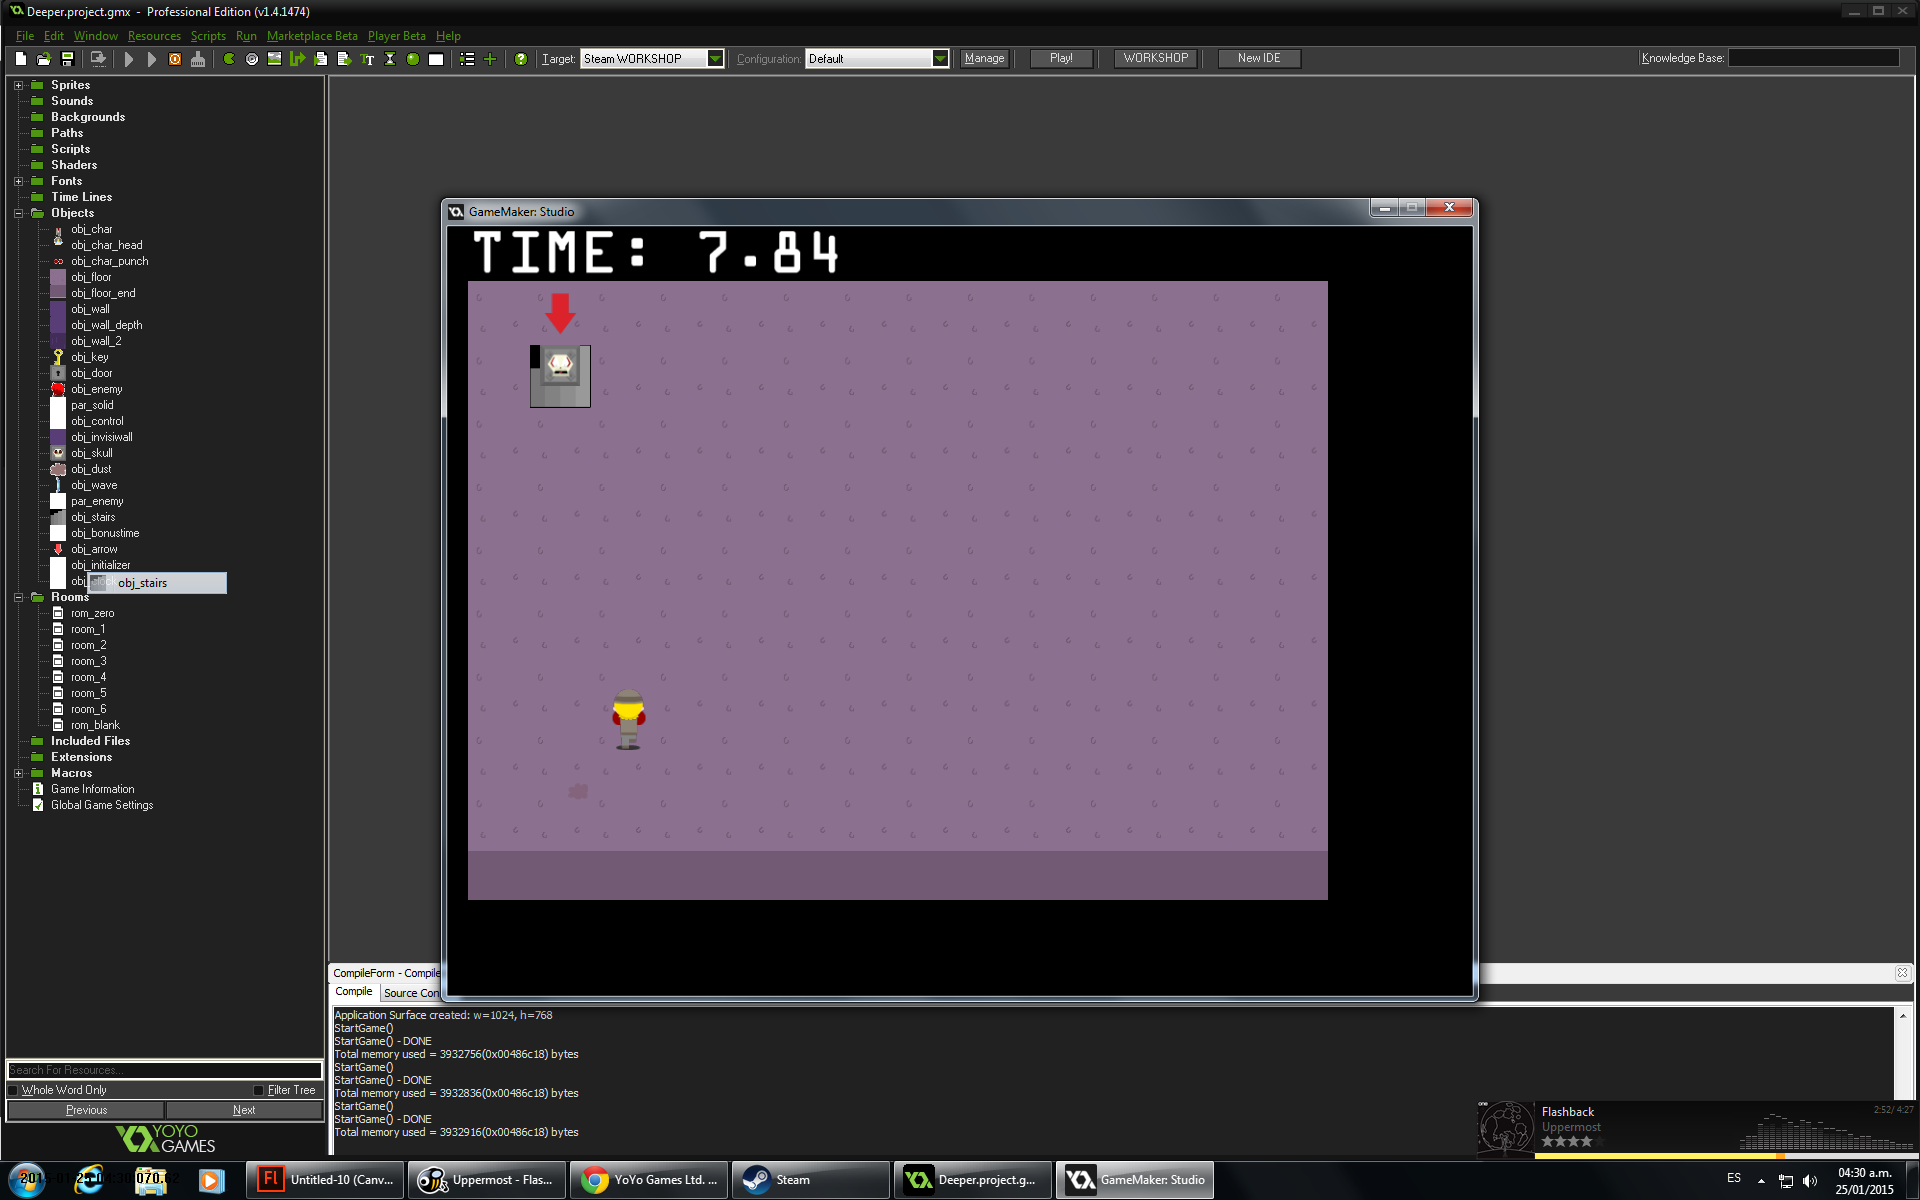 Deeper.project.gmx - Professional Edition (v1.4.1474)
File Edit Window Resources Scripts Run Marketplace Beta Player Beta Help
Target: Steam WORKSHOP Configuration: Default Manage Play! WORKSHOP New IDE Knowledge Base:
Sprites
Sounds
Backgrounds
Paths
Scripts
Shaders
Fonts
Time Lines
Objects
obj_char
obj_char_head
obj_char_punch
obj_floor
obj_floor_end
obj_wall
obj_wall_depth
obj_wall_2
obj_key
obj_door
obj_enemy
par_solid
obj_control
obj_invisiwall
obj_skull
obj_dust
obj_wave
par_enemy
obj_stairs
obj_bonustime
obj_arrow
obj_initializer
obj_stairs
Rooms
rom_zero
room_1
room_2
room_3
room_4
room_5
room_6
rom_blank
Included Files
Extensions
Macros
Game Information
Global Game Settings
Search For Resources...
Whole Word Only Filter Tree
Previous Next
YOYO
GAMES
GameMaker: Studio
TIME: 7.84
CompileForm - Compile
Compile Source Con
Application Surface created: w=1024, h=768
StartGame()
StartGame() - DONE
Total memory used = 3932756(0x00486c18) bytes
StartGame()
StartGame() - DONE
Total memory used = 3932836(0x00486c18) bytes
StartGame()
StartGame() - DONE
Total memory used = 3932916(0x00486c18) bytes
Flashback 2:52/ 4:27
Uppermost
Untitled-10 (Canv...
Uppermost - Flas...
YoYo Games Ltd. ...
Steam
Deeper.project.g...
GameMaker: Studio
ES
04:30 a.m.
25/01/2015